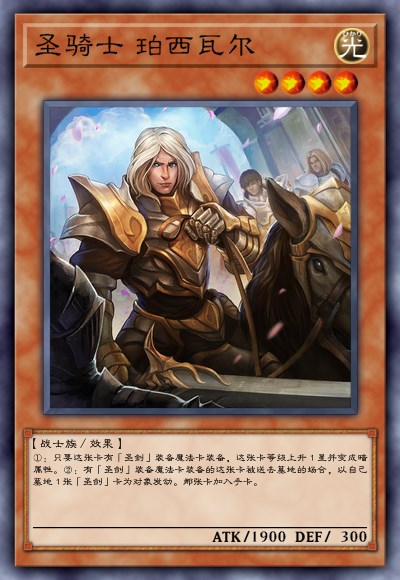 圣骑士 珀西瓦尔
光
【战士族／效果】
①：只要这张卡有「圣剑」装备魔法卡装备，这张卡等级上升1星并变成暗
属性。②：有「圣剑」装备魔法卡装备的这张卡被送去墓地的场合，以自己
墓地1张「圣剑」卡为对象发动。那张卡加入手卡。
ATK/1900 DEF/ 300